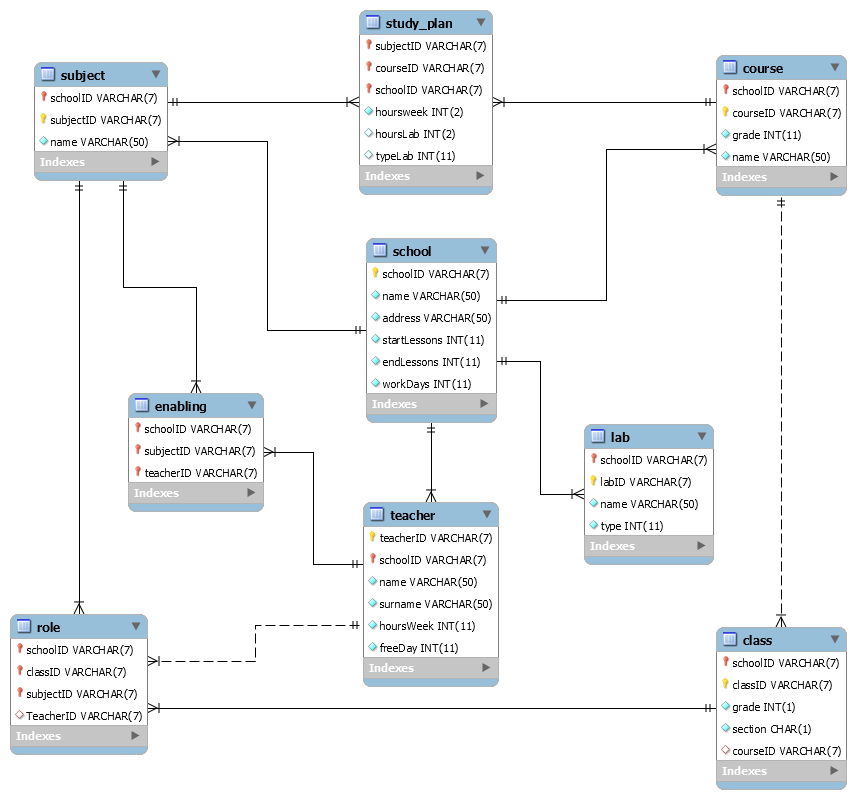 study_plan
subjectID VARCHAR(7)
courseID VARCHAR(7)
schoolID VARCHAR(7)
hoursweek INT(2)
hoursLab INT(2)
typeLab INT(11)
Indexes
subject
schoolID VARCHAR(7)
subjectID VARCHAR(7)
name VARCHAR(50)
Indexes
course
schoolID VARCHAR(7)
courseID VARCHAR(7)
grade INT(11)
name VARCHAR(50)
Indexes
school
schoolID VARCHAR(7)
name VARCHAR(50)
address VARCHAR(50)
startLessons INT(11)
endLessons INT(11)
workDays INT(11)
Indexes
enabling
schoolID VARCHAR(7)
subjectID VARCHAR(7)
teacherID VARCHAR(7)
Indexes
lab
schoolID VARCHAR(7)
labID VARCHAR(7)
name VARCHAR(50)
type INT(11)
Indexes
teacher
teacherID VARCHAR(7)
schoolID VARCHAR(7)
name VARCHAR(50)
surname VARCHAR(50)
hoursWeek INT(11)
freeDay INT(11)
Indexes
role
schoolID VARCHAR(7)
classID VARCHAR(7)
subjectID VARCHAR(7)
TeacherID VARCHAR(7)
Indexes
class
schoolID VARCHAR(7)
classID VARCHAR(7)
grade INT(1)
section CHAR(1)
courseID VARCHAR(7)
Indexes